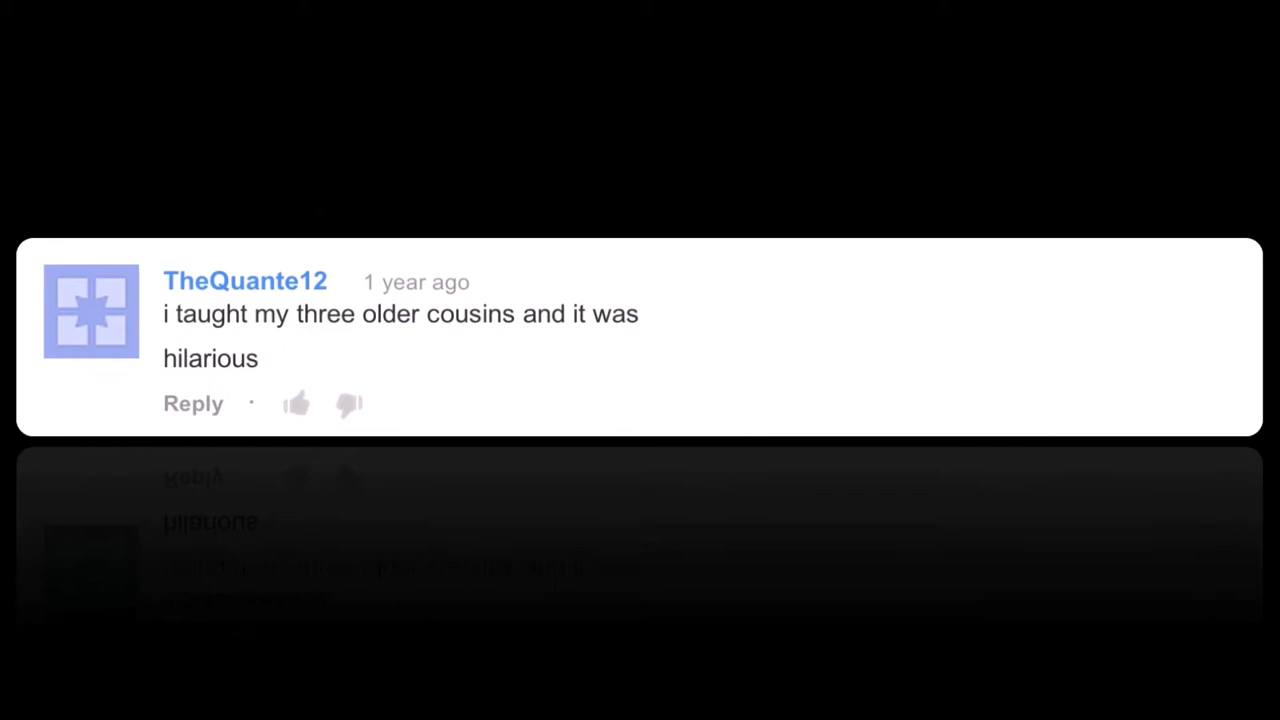 TheQuante12 1 year ago
i taught my three older cousins and it was
hilarious
Reply ·